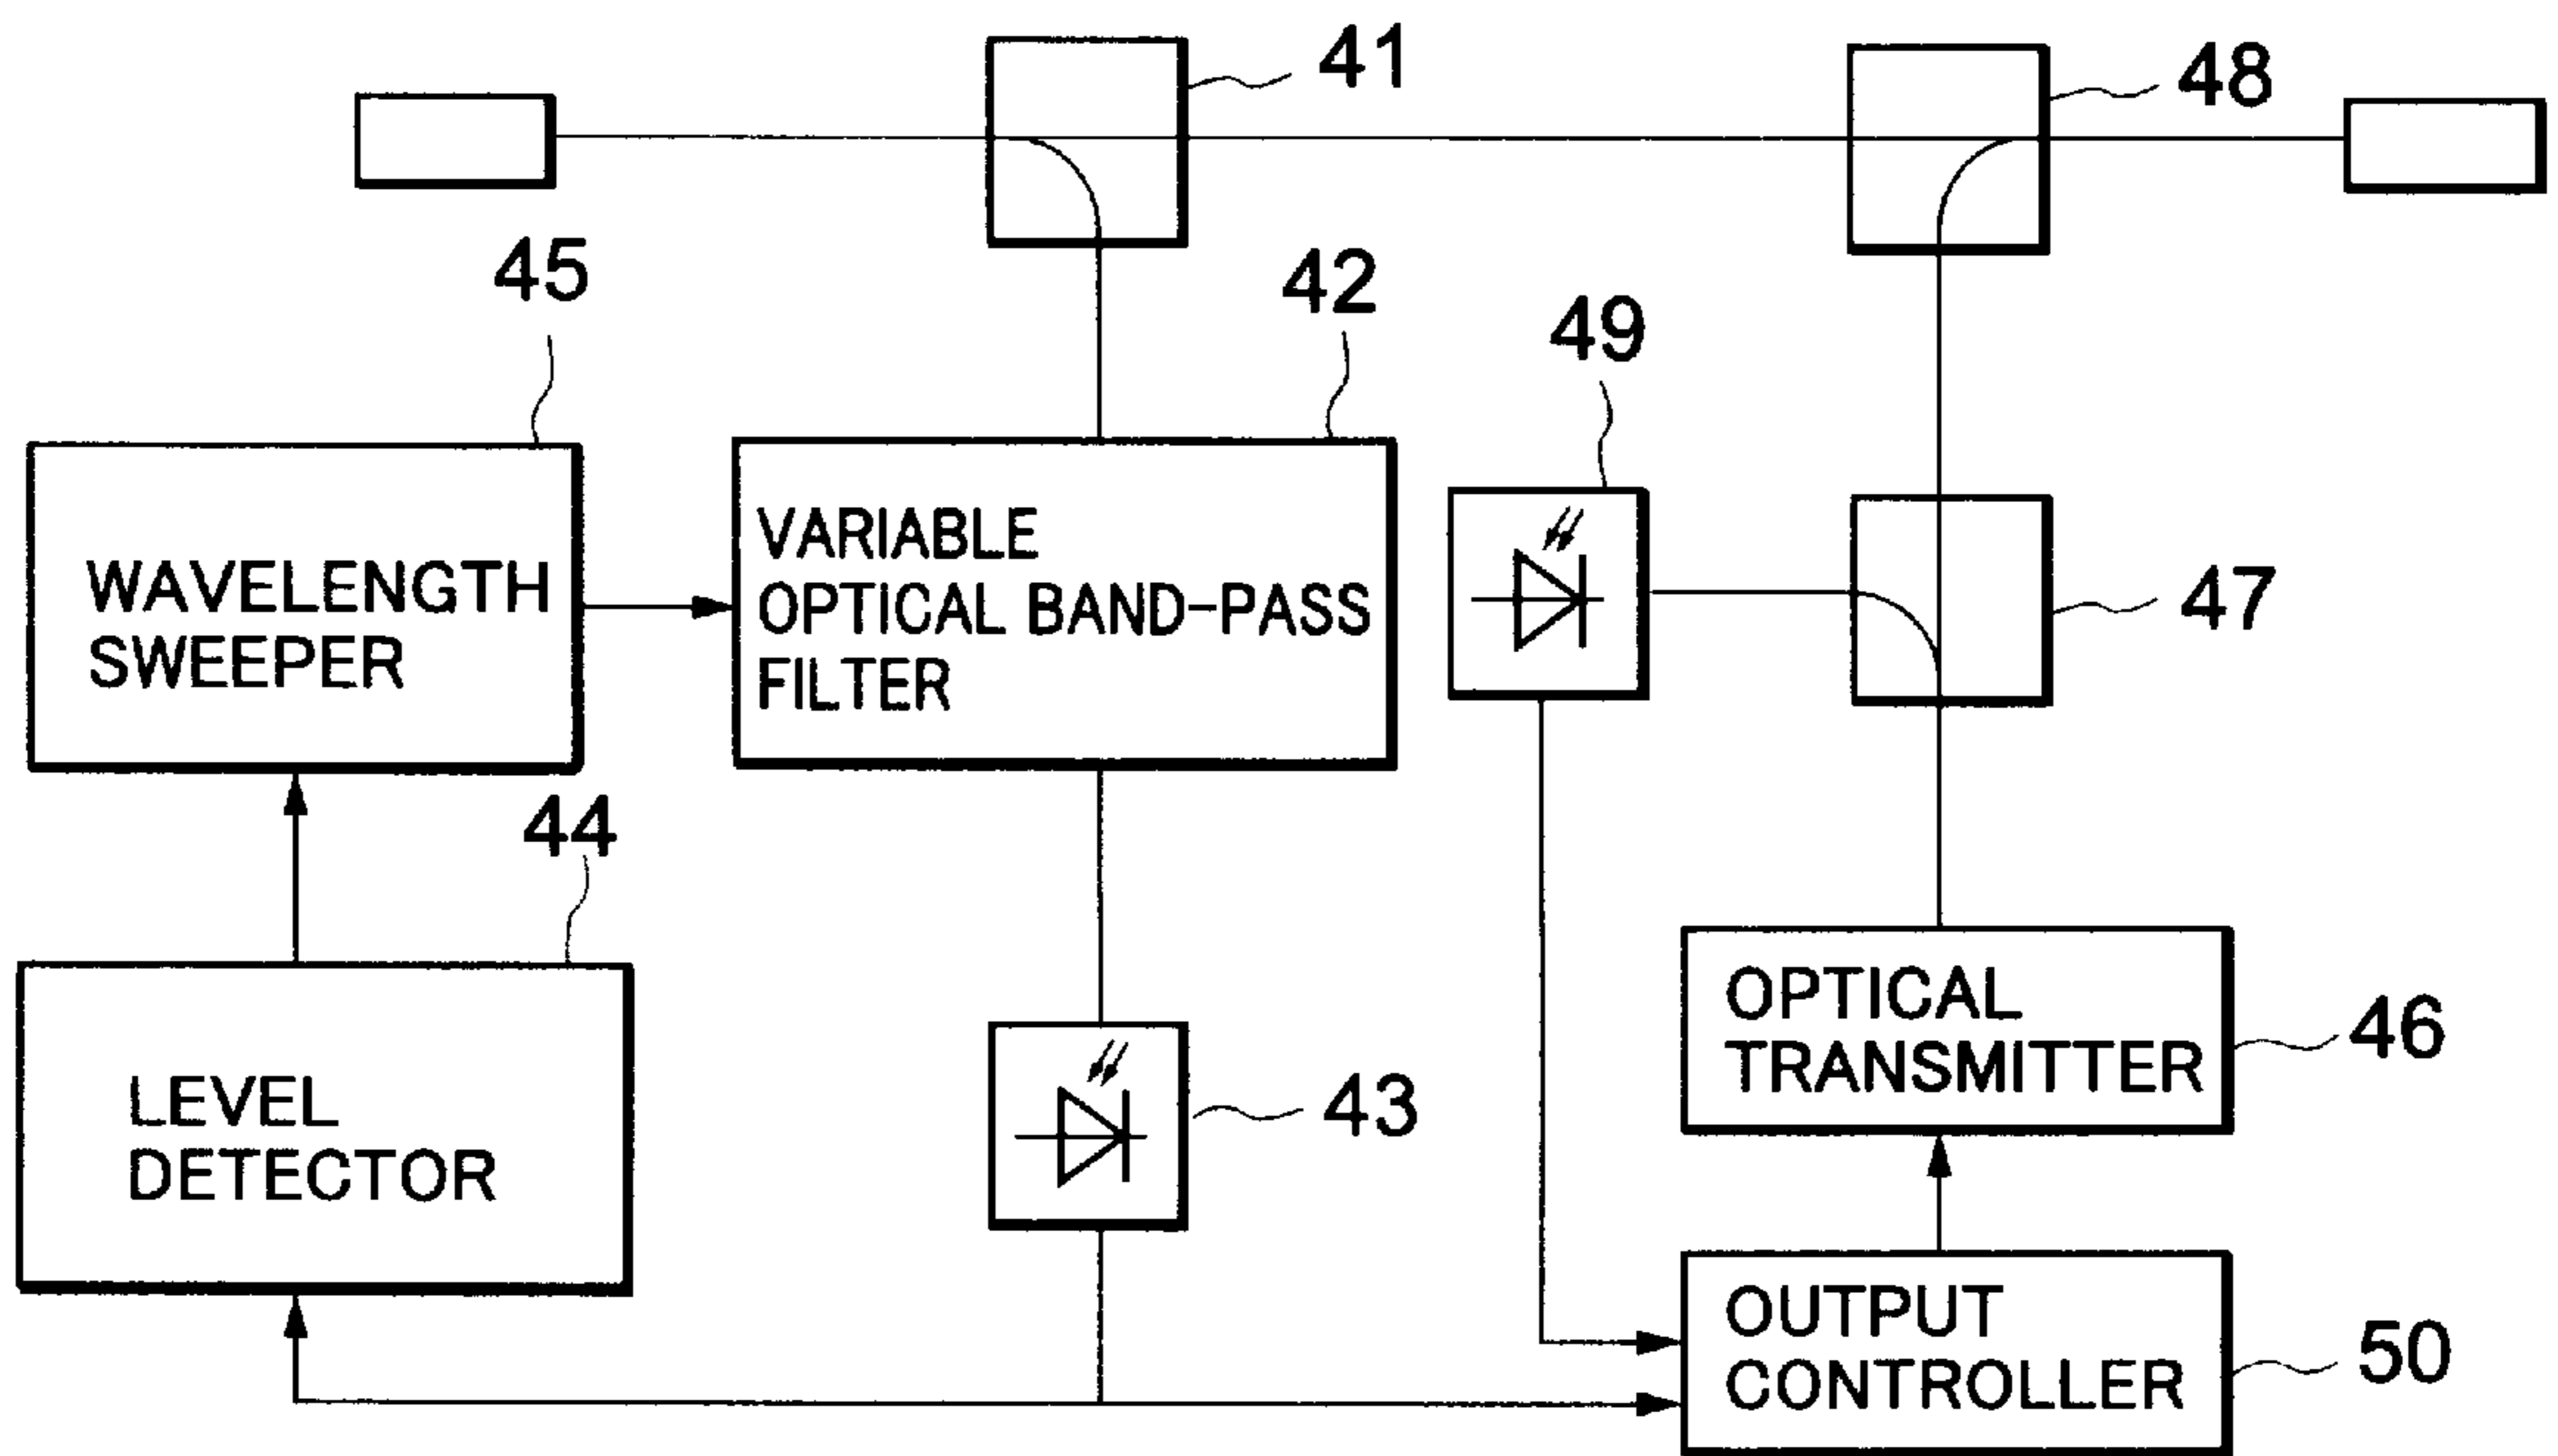 41
48
45
42
49
WAVELENGTH
SWEEPER
VARIABLE
OPTICAL BAND-PASS
FILTER
47
44
LEVEL
DETECTOR
43
OPTICAL
TRANSMITTER
46
OUTPUT
CONTROLLER
50